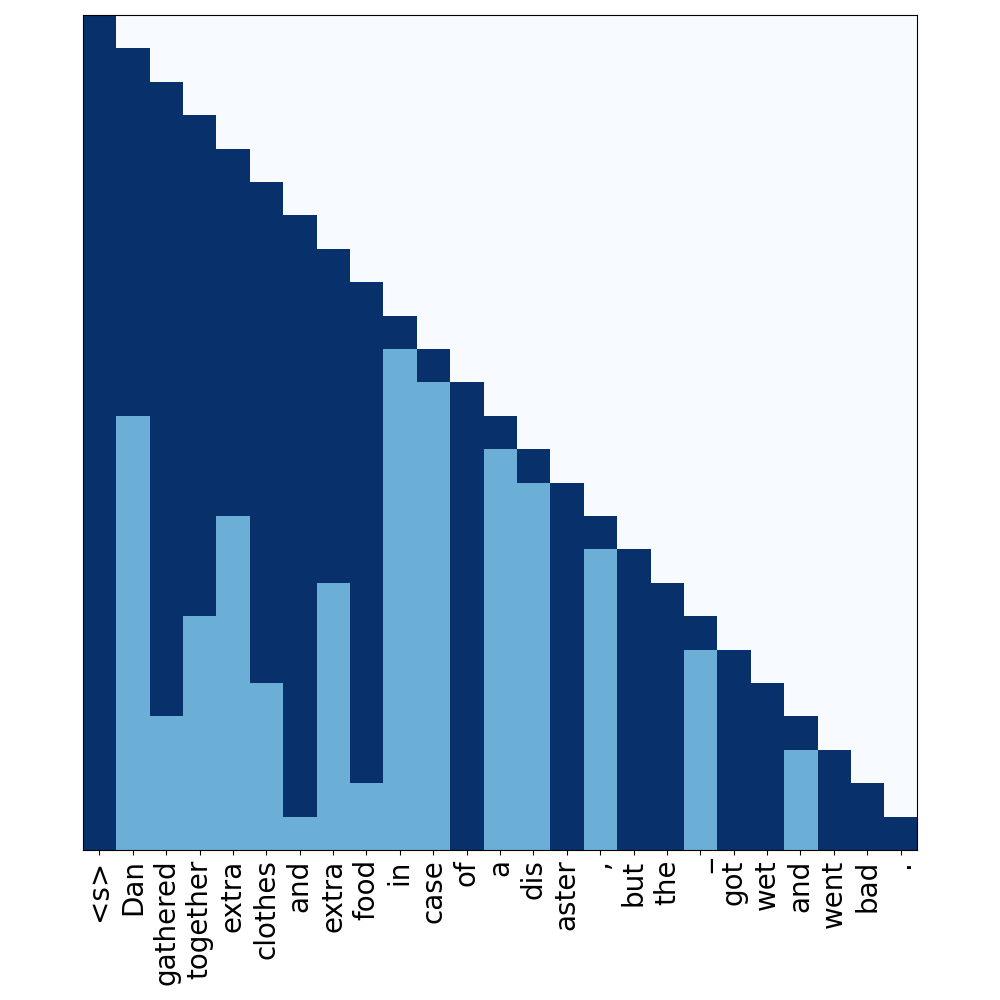 <s> Dan gathered together extra clothes and extra food in case of a dis aster , but the _ got wet and went bad .